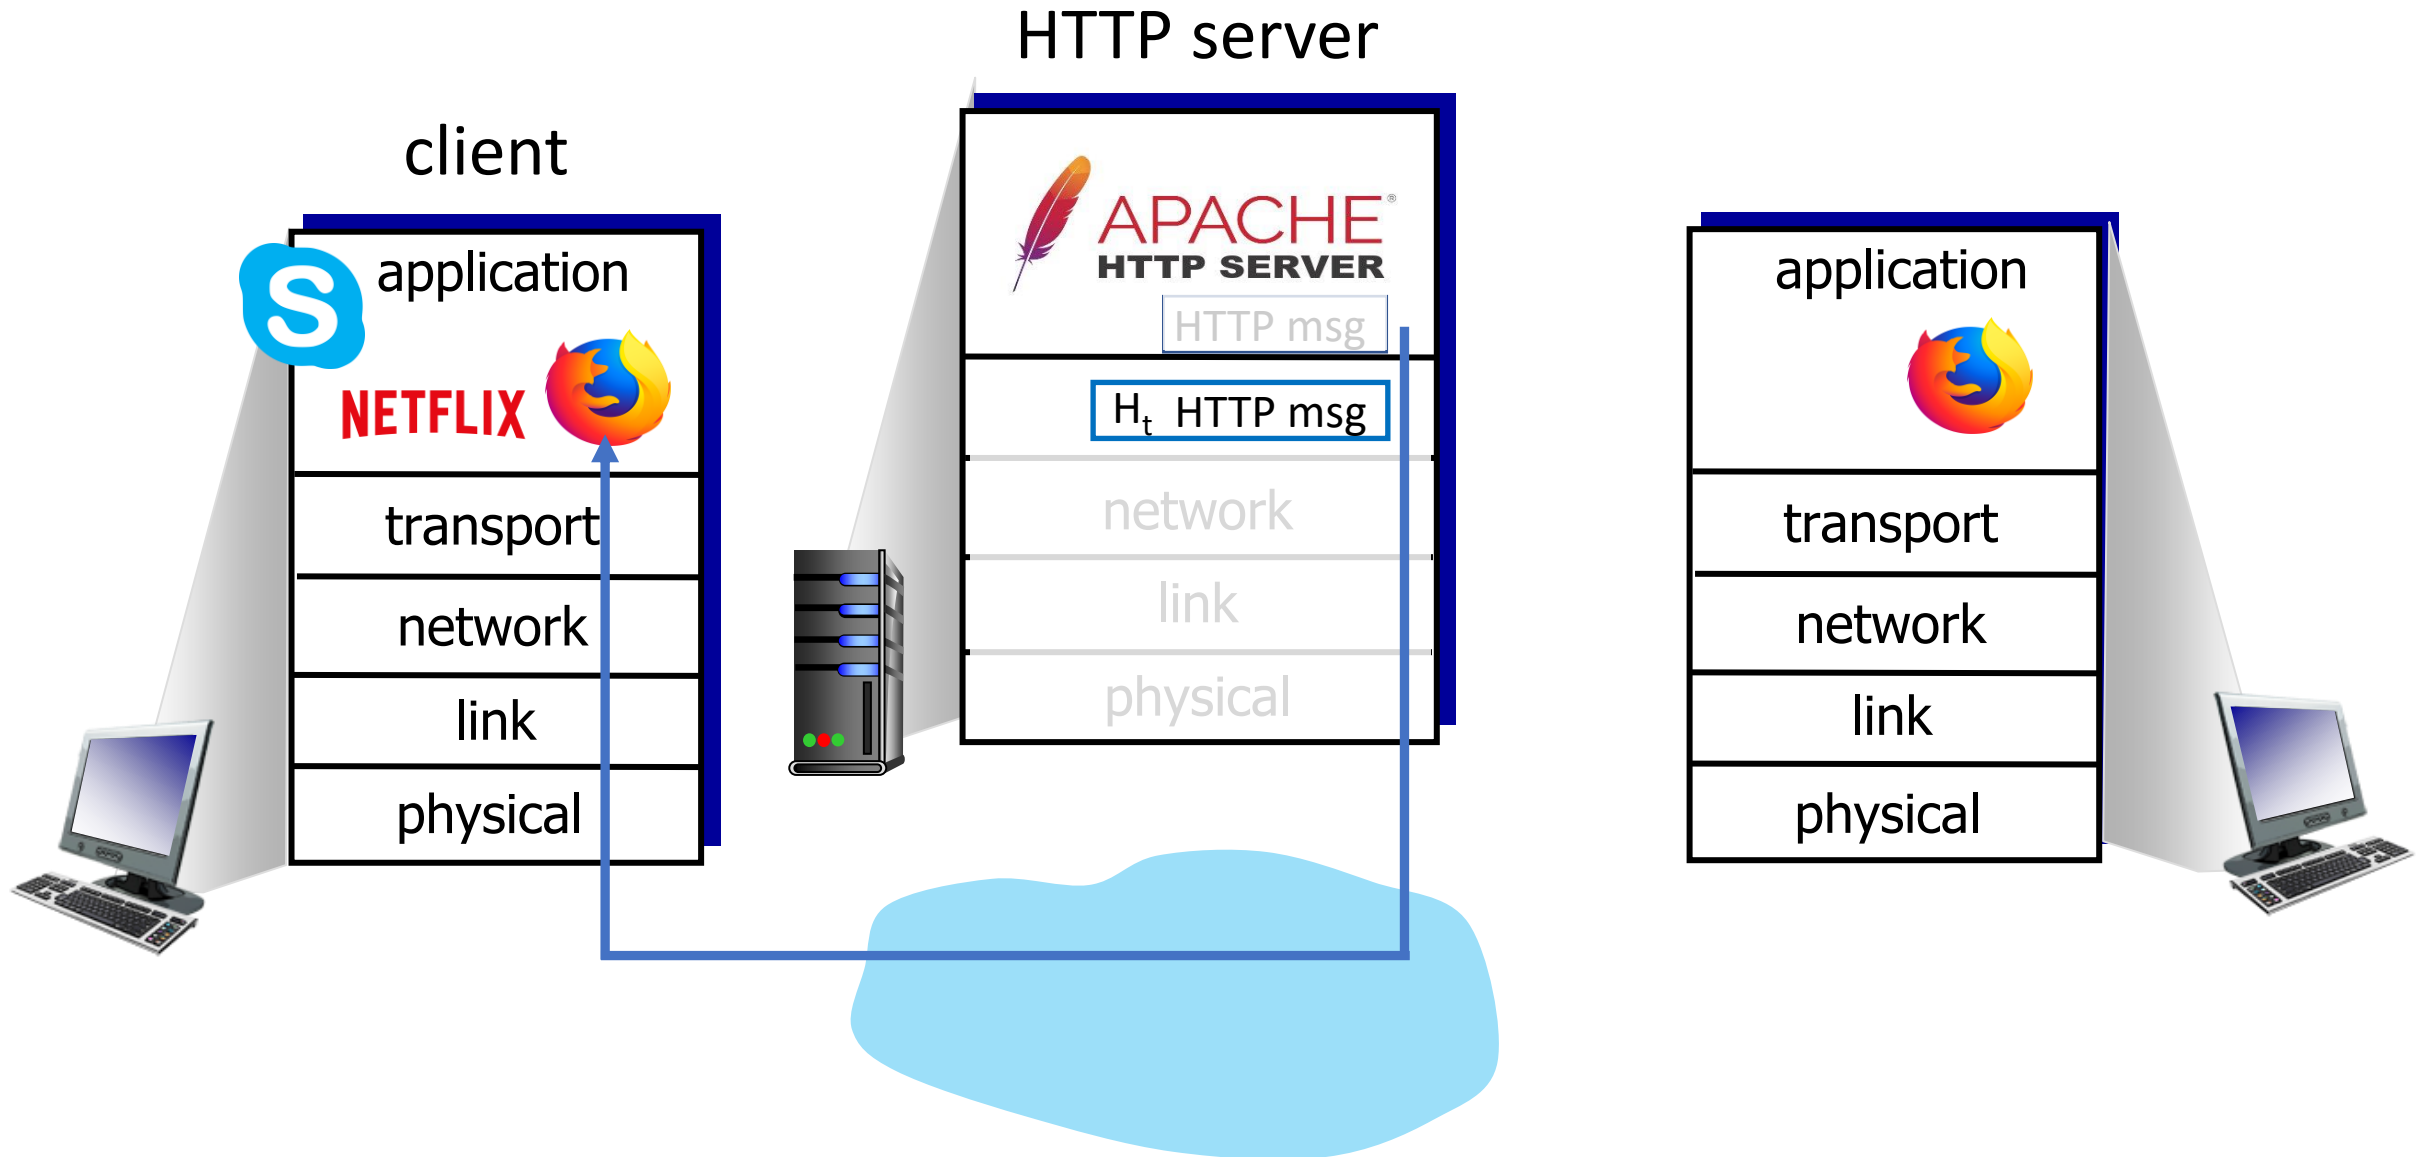 HTTP server
client
application
S
NETFLIX
transport
network
link
physical
APACHE®
HTTP SERVER
HTTP msg
Ht HTTP msg
network
link
physical
application
transport
network
link
physical